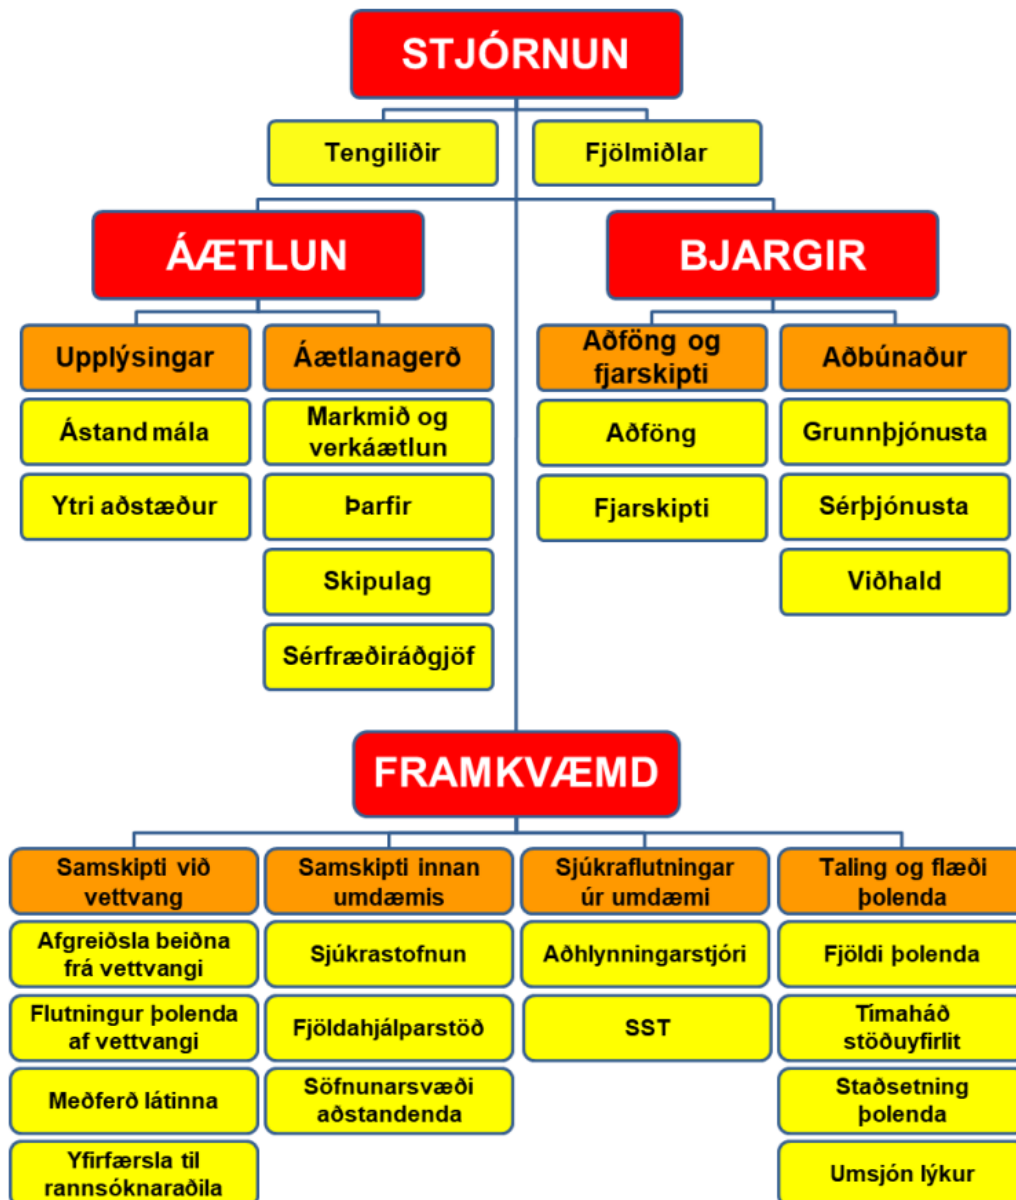 STJÓRNUN
Tengiliðir
Fjölmiðlar
ÁÆTLUN
BJARGIR
Upplýsingar
Ástand mála
Ytri aðstæður
Áætlanagerð
Markmið og
verkáætlun
Þarfir
Skipulag
Sérfræðiráðgjöf
Aðföng og
fjarskipti
Aðföng
Fjarskipti
Aðbúnaður
Grunnþjónusta
Sérþjónusta
Viðhald
FRAMKVÆMD
Samskipti við
vettvang
Afgreiðsla beiðna
frá vettvangi
Flutningur þolenda
af vettvangi
Meðferð látinna
Yfirfærsla til
rannsóknaraðila
Samskipti innan
umdæmis
Sjúkrastofnun
Fjöldahjálparstöð
Söfnunarsvæði
aðstandenda
Sjúkraflutningar
úr umdæmi
Aðhlynningarstjóri
SST
Taling og flæði
þolenda
Fjöldi þolenda
Tímaháð
stöðuyfirlit
Staðsetning
þolenda
Umsjón lýkur